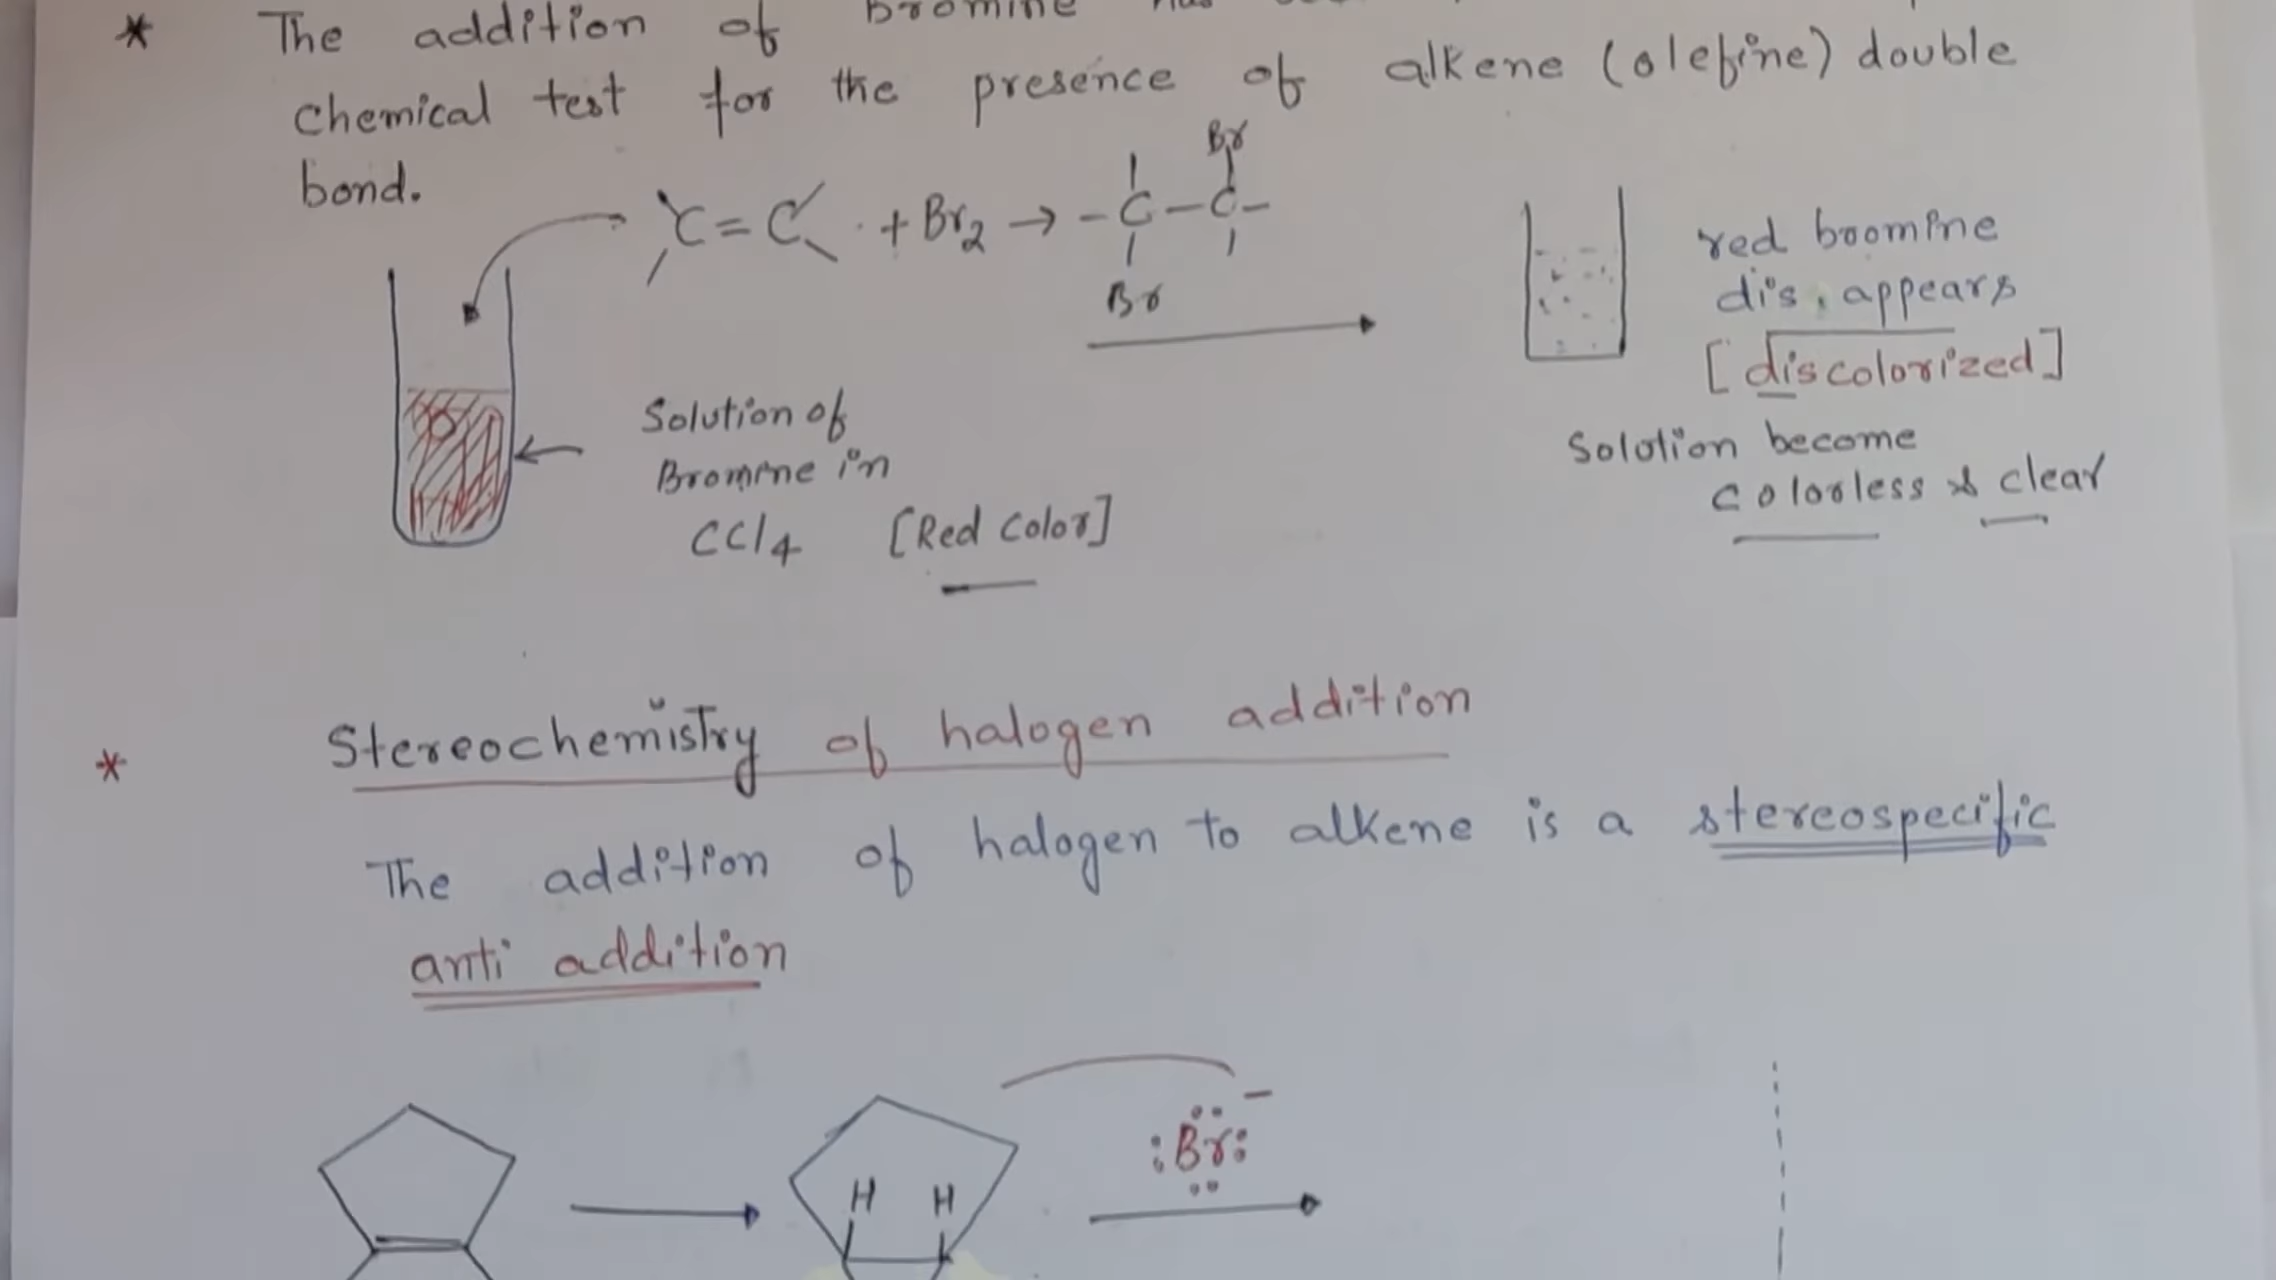 * The addition of Bromine
chemical test for the presence of alkene (olefine) double
bond.
C=C + Br2 → -C-C-
Br
Br
red bromine
dis,appears
[discolorized]
Solution become
colorless & clear
Solution of
Bromine in
CCl4 [Red color]
* Stereochemistry of halogen addition
The addition of halogen to alkene is a stereospecific
anti addition
:Br: −
H H